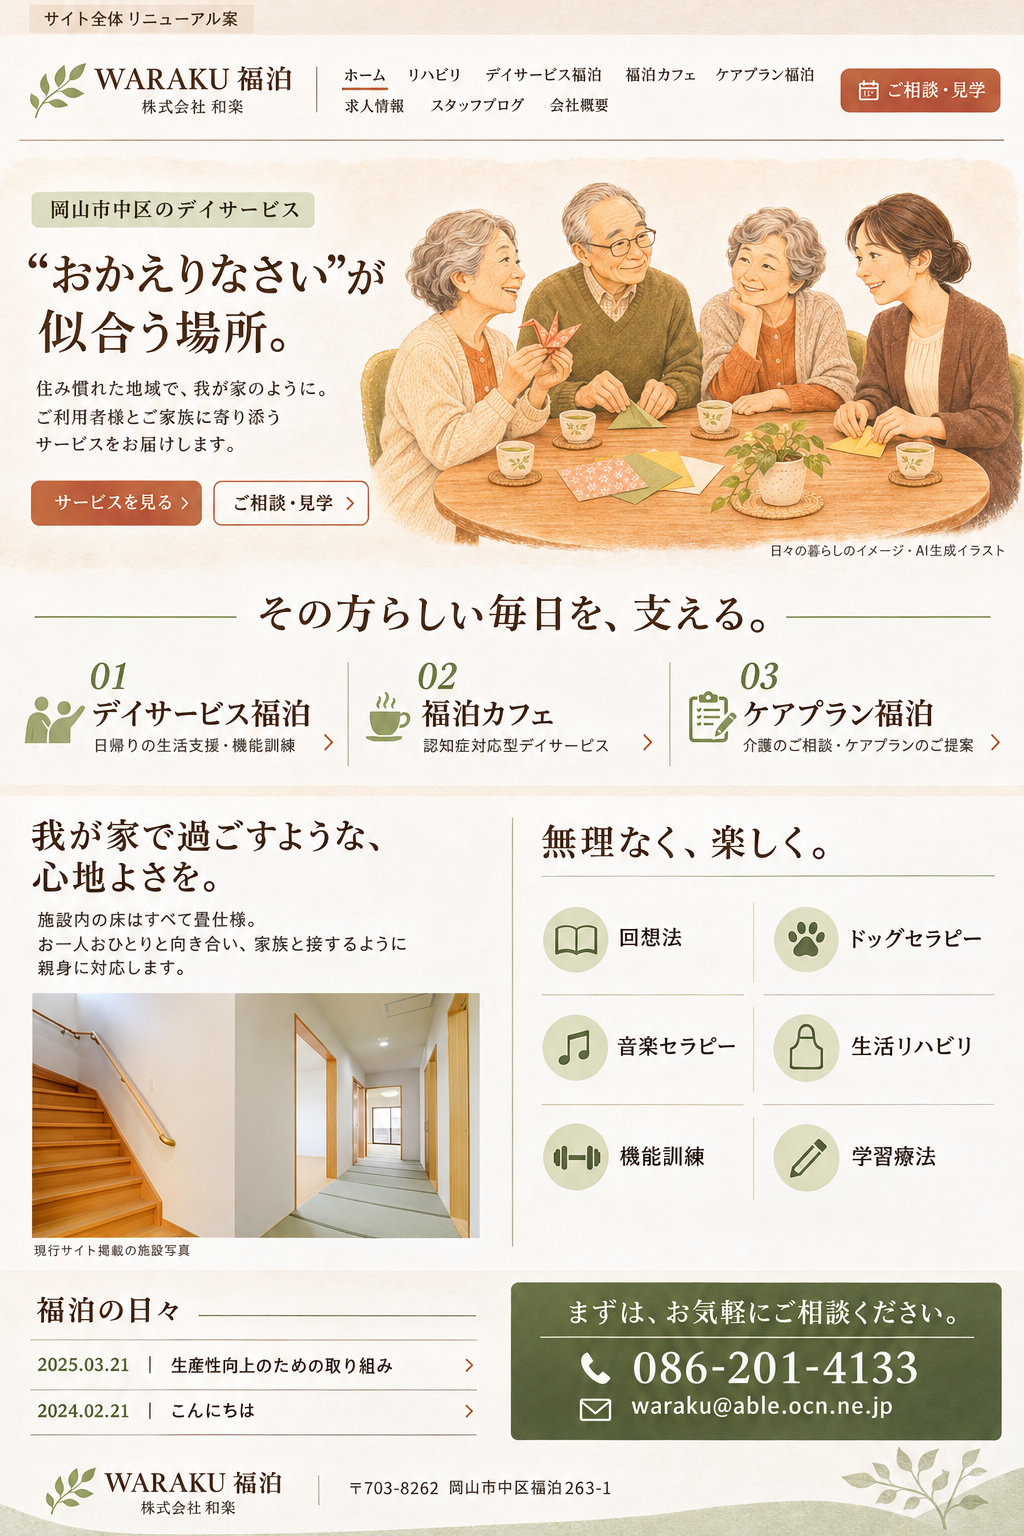 サイト全体 リニューアル案
WARAKU 福泊
株式会社 和楽
ホーム リハビリ デイサービス福泊 福泊カフェ ケアプラン福泊
求人情報 スタッフブログ 会社概要
ご相談・見学
岡山市中区のデイサービス
“おかえりなさい”が
似合う場所。
住み慣れた地域で、我が家のように。
ご利用者様とご家族に寄り添う
サービスをお届けします。
サービスを見る
ご相談・見学
日々の暮らしのイメージ・AI生成イラスト
その方らしい毎日を、支える。
01
デイサービス福泊
日帰りの生活支援・機能訓練
02
福泊カフェ
認知症対応型デイサービス
03
ケアプラン福泊
介護のご相談・ケアプランのご提案
我が家で過ごすような、
心地よさを。
施設内の床はすべて畳仕様。
お一人おひとりと向き合い、家族と接するように
親身に対応します。
現行サイト掲載の施設写真
無理なく、楽しく。
回想法
ドッグセラピー
音楽セラピー
生活リハビリ
機能訓練
学習療法
福泊の日々
2025.03.21 | 生産性向上のための取り組み
2024.02.21 | こんにちは
まずは、お気軽にご相談ください。
086-201-4133
waraku@able.ocn.ne.jp
WARAKU 福泊
株式会社 和楽
〒703-8262 岡山市中区福泊263-1